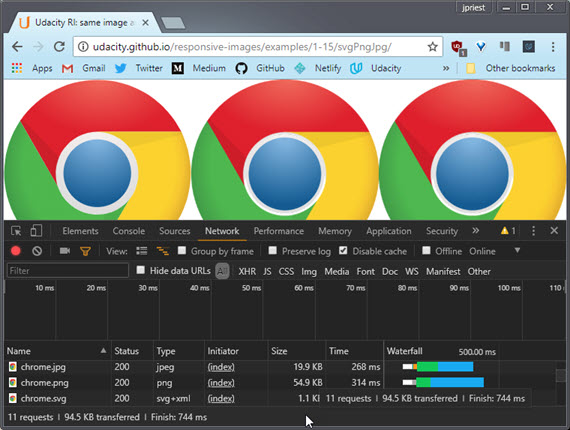 jpriest
Udacity RI: same image a
udacity.github.io/responsive-images/examples/1-15/svgPngJpg/
Apps Gmail Twitter Medium GitHub Netlify Udacity » Other bookmarks
Elements Console Sources Network Performance Memory Application Security » 1
View: Group by frame Preserve log Disable cache Offline Online
Filter Hide data URLs All XHR JS CSS Img Media Font Doc WS Manifest Other
10 ms 20 ms 30 ms 40 ms 50 ms 60 ms 70 ms 80 ms 90 ms 100 ms 110
Name Status Type Initiator Size Time Waterfall 500.00 ms
chrome.jpg 200 jpeg (index) 19.9 KB 268 ms
chrome.png 200 png (index) 54.9 KB 314 ms
chrome.svg 200 svg+xml (index) 1.1 KI 11 requests | 94.5 KB transferred | Finish: 744 ms
11 requests | 94.5 KB transferred | Finish: 744 ms